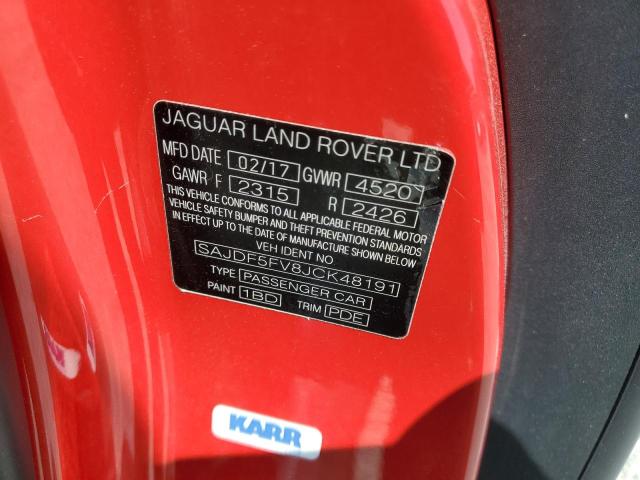 JAGUAR LAND ROVER LTD
MFD DATE 02/17 GVWR 4520
GAWR F 2315 R 2426
THIS VEHICLE CONFORMS TO ALL APPLICABLE FEDERAL MOTOR
VEHICLE SAFETY BUMPER AND THEFT PREVENTION STANDARDS
IN EFFECT UP TO THE DATE OF MANUFACTURE SHOWN BELOW
VEH IDENT NO
SAJDF5FV8JCK48191
TYPE PASSENGER CAR
PAINT 1BD TRIM PDE
KARR